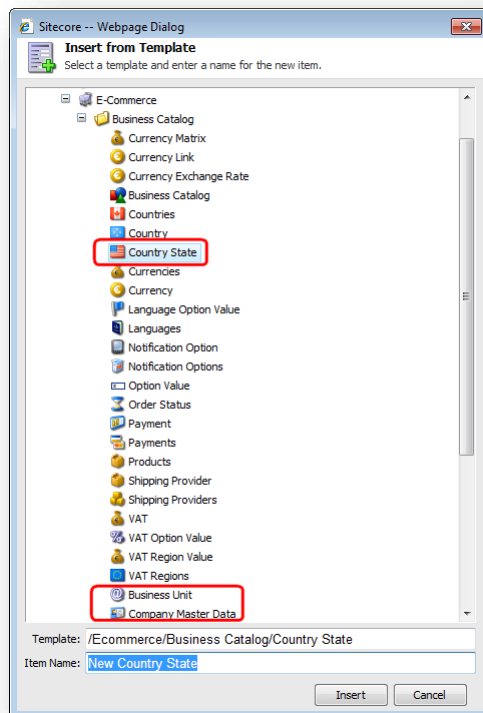 Sitecore -- Webpage Dialog
Insert from Template
Select a template and enter a name for the new item.
E-Commerce
Business Catalog
Currency Matrix
Currency Link
Currency Exchange Rate
Business Catalog
Countries
Country
Country State
Currencies
Currency
Language Option Value
Languages
Notification Option
Notification Options
Option Value
Order Status
Payment
Payments
Products
Shipping Provider
Shipping Providers
VAT
VAT Option Value
VAT Region Value
VAT Regions
Business Unit
Company Master Data
Template: /Ecommerce/Business Catalog/Country State
Item Name: New Country State
Insert Cancel